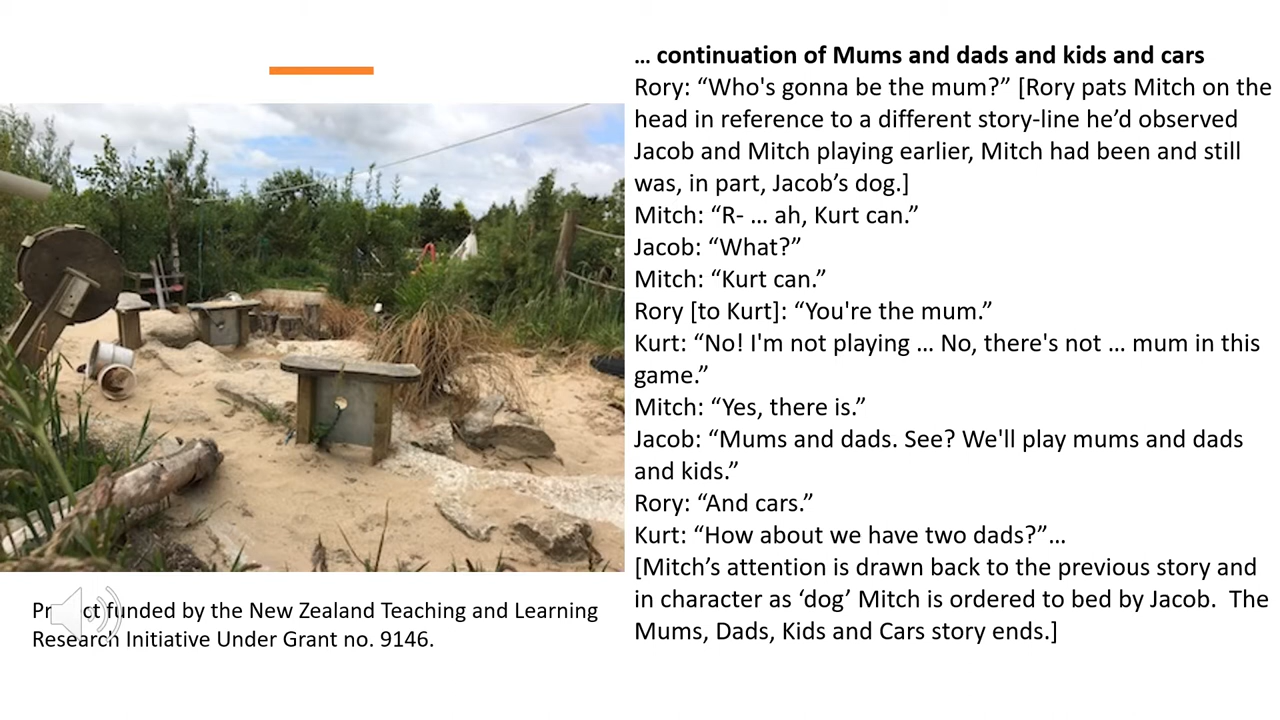 … continuation of Mums and dads and kids and cars
Rory: “Who's gonna be the mum?” [Rory pats Mitch on the
head in reference to a different story-line he’d observed
Jacob and Mitch playing earlier, Mitch had been and still
was, in part, Jacob’s dog.]
Mitch: “R- … ah, Kurt can.”
Jacob: “What?”
Mitch: “Kurt can.”
Rory [to Kurt]: “You're the mum.”
Kurt: “No! I'm not playing … No, there's not … mum in this
game.”
Mitch: “Yes, there is.”
Jacob: “Mums and dads. See? We'll play mums and dads
and kids.”
Rory: “And cars.”
Kurt: “How about we have two dads?”…
[Mitch’s attention is drawn back to the previous story and
in character as ‘dog’ Mitch is ordered to bed by Jacob.  The
Mums, Dads, Kids and Cars story ends.]
Project funded by the New Zealand Teaching and Learning
Research Initiative Under Grant no. 9146.